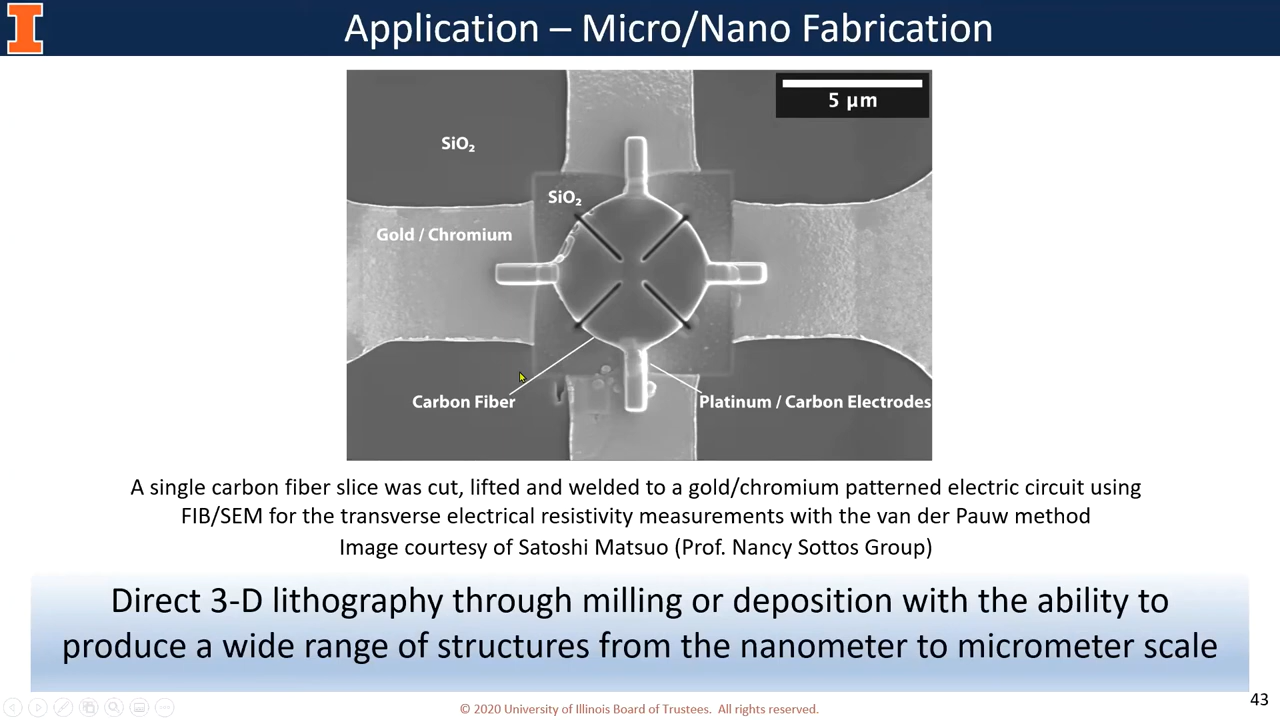 Application – Micro/Nano Fabrication
5 µm
SiO₂
SiO₂
Gold / Chromium
Carbon Fiber
Platinum / Carbon Electrodes
A single carbon fiber slice was cut, lifted and welded to a gold/chromium patterned electric circuit using
FIB/SEM for the transverse electrical resistivity measurements with the van der Pauw method
Image courtesy of Satoshi Matsuo (Prof. Nancy Sottos Group)
Direct 3-D lithography through milling or deposition with the ability to
produce a wide range of structures from the nanometer to micrometer scale
43
© 2020 University of Illinois Board of Trustees. All rights reserved.